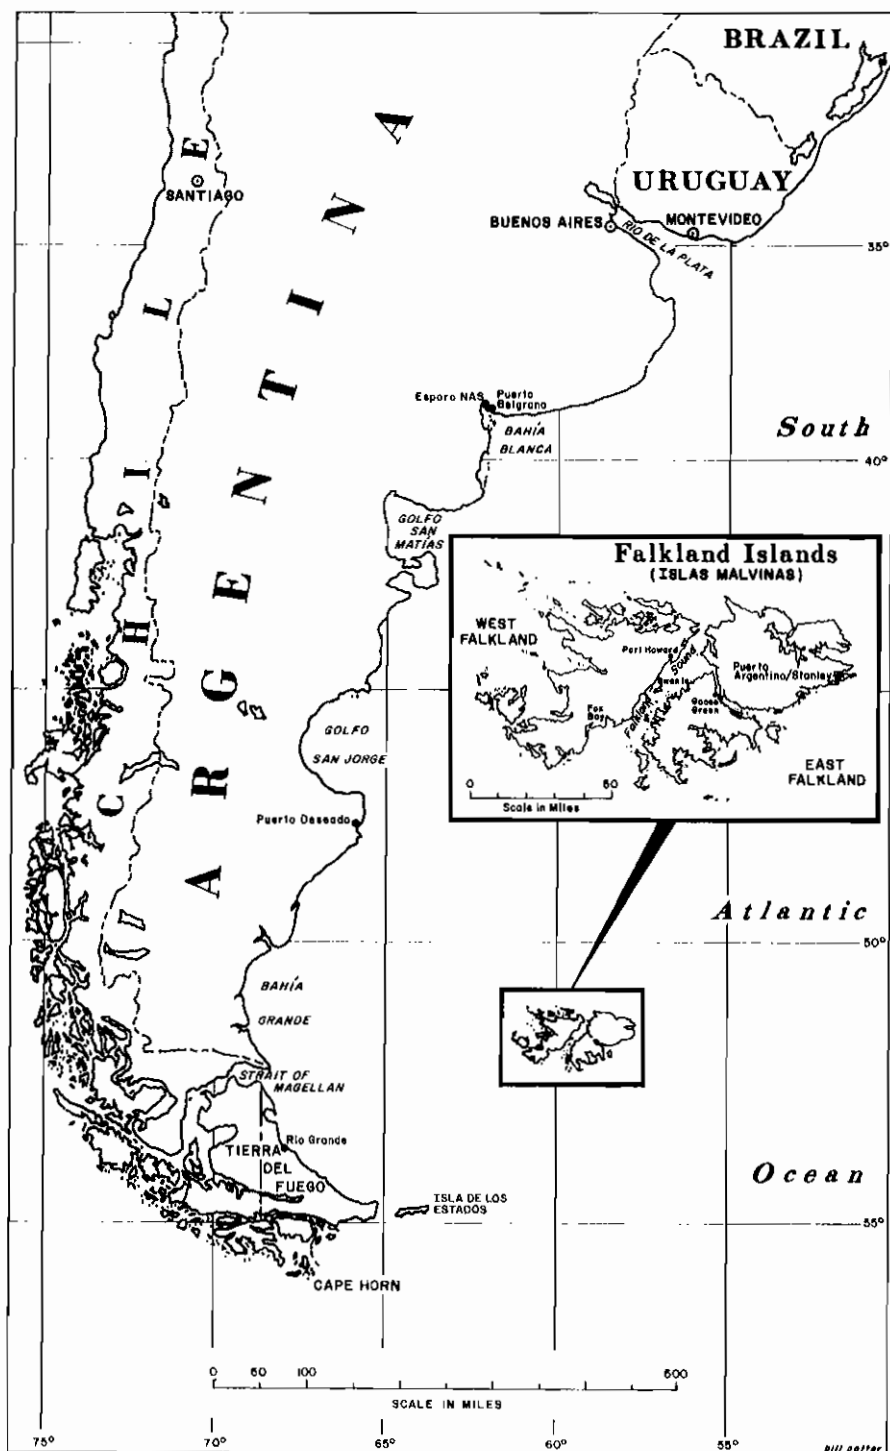 BRAZIL
CHILE
SANTIAGO
ARGENTINA
URUGUAY
BUENOS AIRES
MONTEVIDEO
RIO DE LA PLATA
35°
Esporo NAS
Puerto
Belgrano
BAHÍA
BLANCA
South
40°
GOLFO
SAN
MATÍAS
Falkland Islands
(ISLAS MALVINAS)
WEST
FALKLAND
Port Howard
Falkland Sound
Swan Is
Puerto
Argentino/Stanley
Fox
Bay
Goose
Green
EAST
FALKLAND
0 50
Scale in Miles
GOLFO
SAN JORGE
Puerto Deseado
Atlantic
50°
BAHÍA
GRANDE
STRAIT OF
MAGELLAN
Rio Grande
TIERRA
DEL
FUEGO
Ocean
ISLA DE LOS
ESTADOS
55°
CAPE HORN
0 50 100 600
SCALE IN MILES
75° 70° 65° 60° 55°